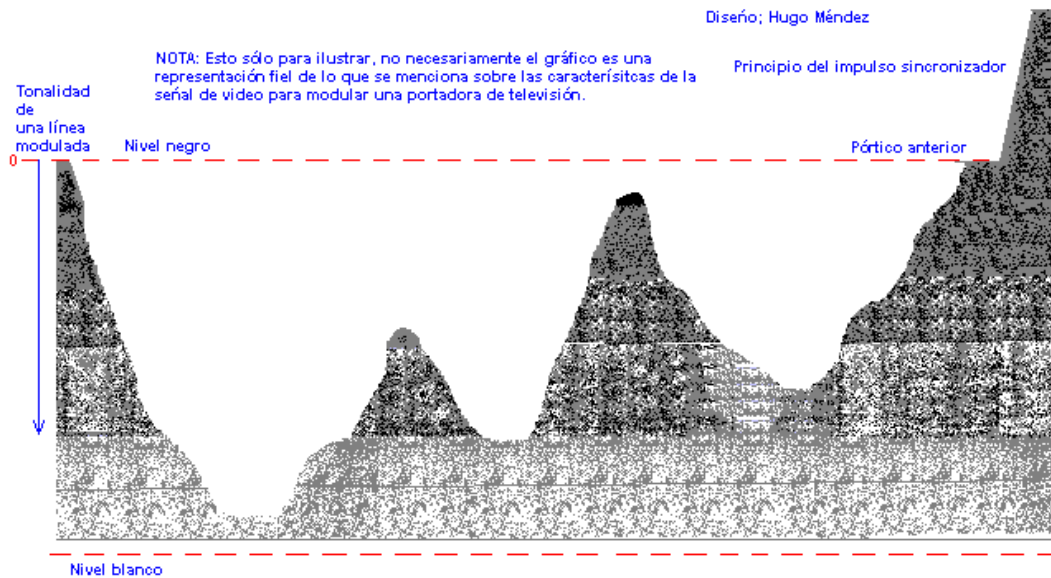 Diseño; Hugo Méndez
NOTA: Esto sólo para ilustrar, no necesariamente el gráfico es una
representación fiel de lo que se menciona sobre las caracterísitcas de la
señal de video para modular una portadora de televisión.
Principio del impulso sincronizador
Tonalidad
de
una línea
modulada
Nivel negro
Pórtico anterior
0
Nivel blanco